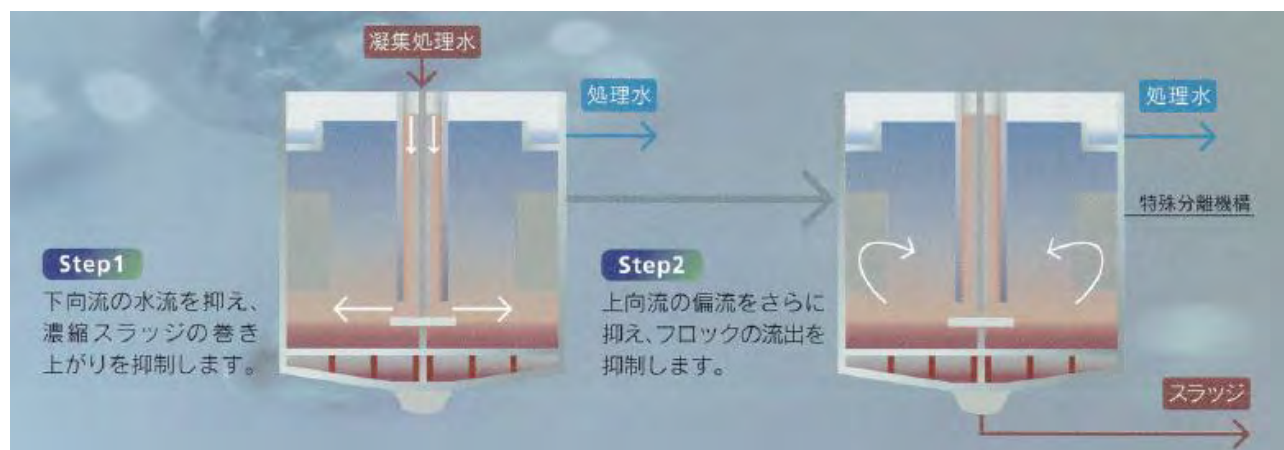 凝集処理水
処理水
Step1
下向流の水流を抑え、
濃縮スラッジの巻き
上がりを抑制します。
Step2
上向流の偏流をさらに
抑え、フロックの流出を
抑制します。
処理水
特殊分離機構
スラッジ